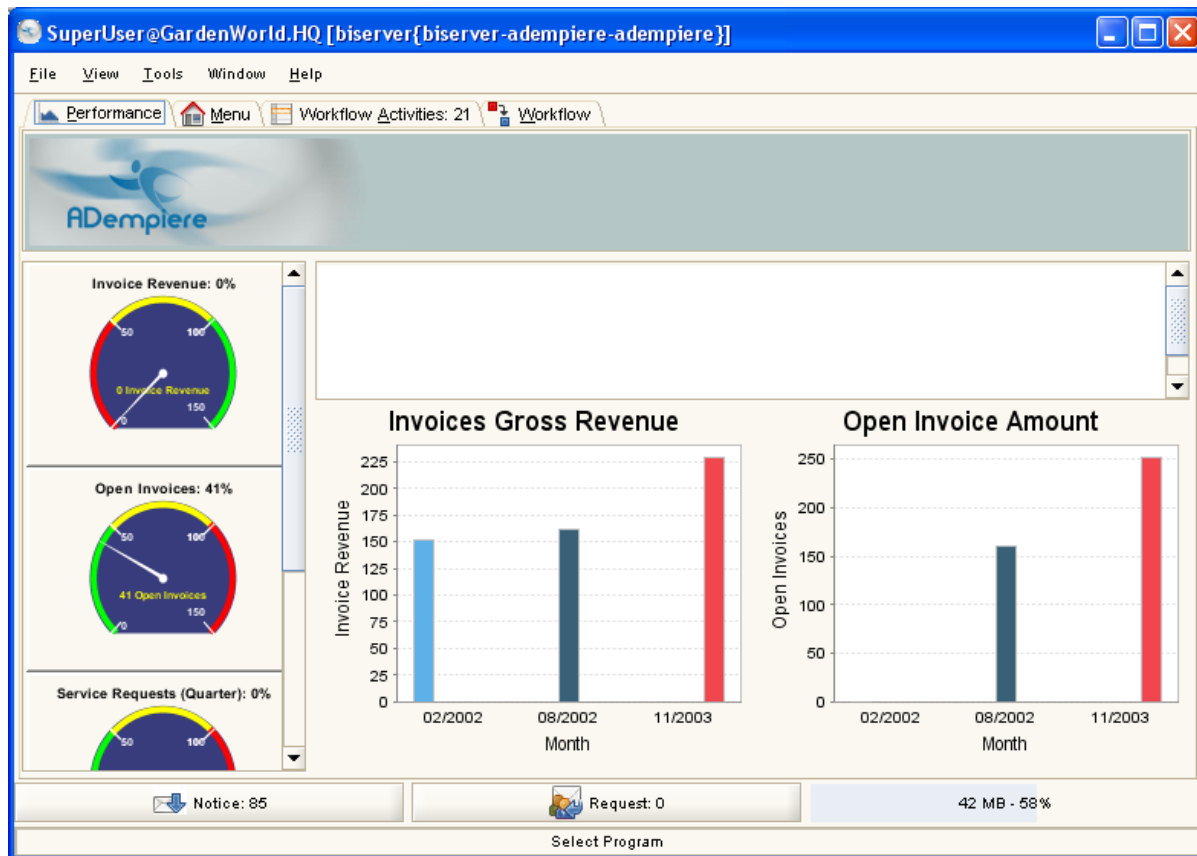 SuperUser@GardenWorld.HQ [biserver{biserver-adempiere-adempiere}]
File View Tools Window Help
Performance Menu Workflow Activities: 21 Workflow
ADempiere
Invoice Revenue: 0%
50 100
0 Invoice Revenue
0 150
Open Invoices: 41%
50 100
41 Open Invoices
0 150
Service Requests (Quarter): 0%
50 100
Invoices Gross Revenue
Invoice Revenue
225
200
175
150
125
100
75
50
25
0
02/2002 08/2002 11/2003
Month
Open Invoice Amount
Open Invoices
250
200
150
100
50
0
02/2002 08/2002 11/2003
Month
Notice: 85 Request: 0 42 MB - 58%
Select Program